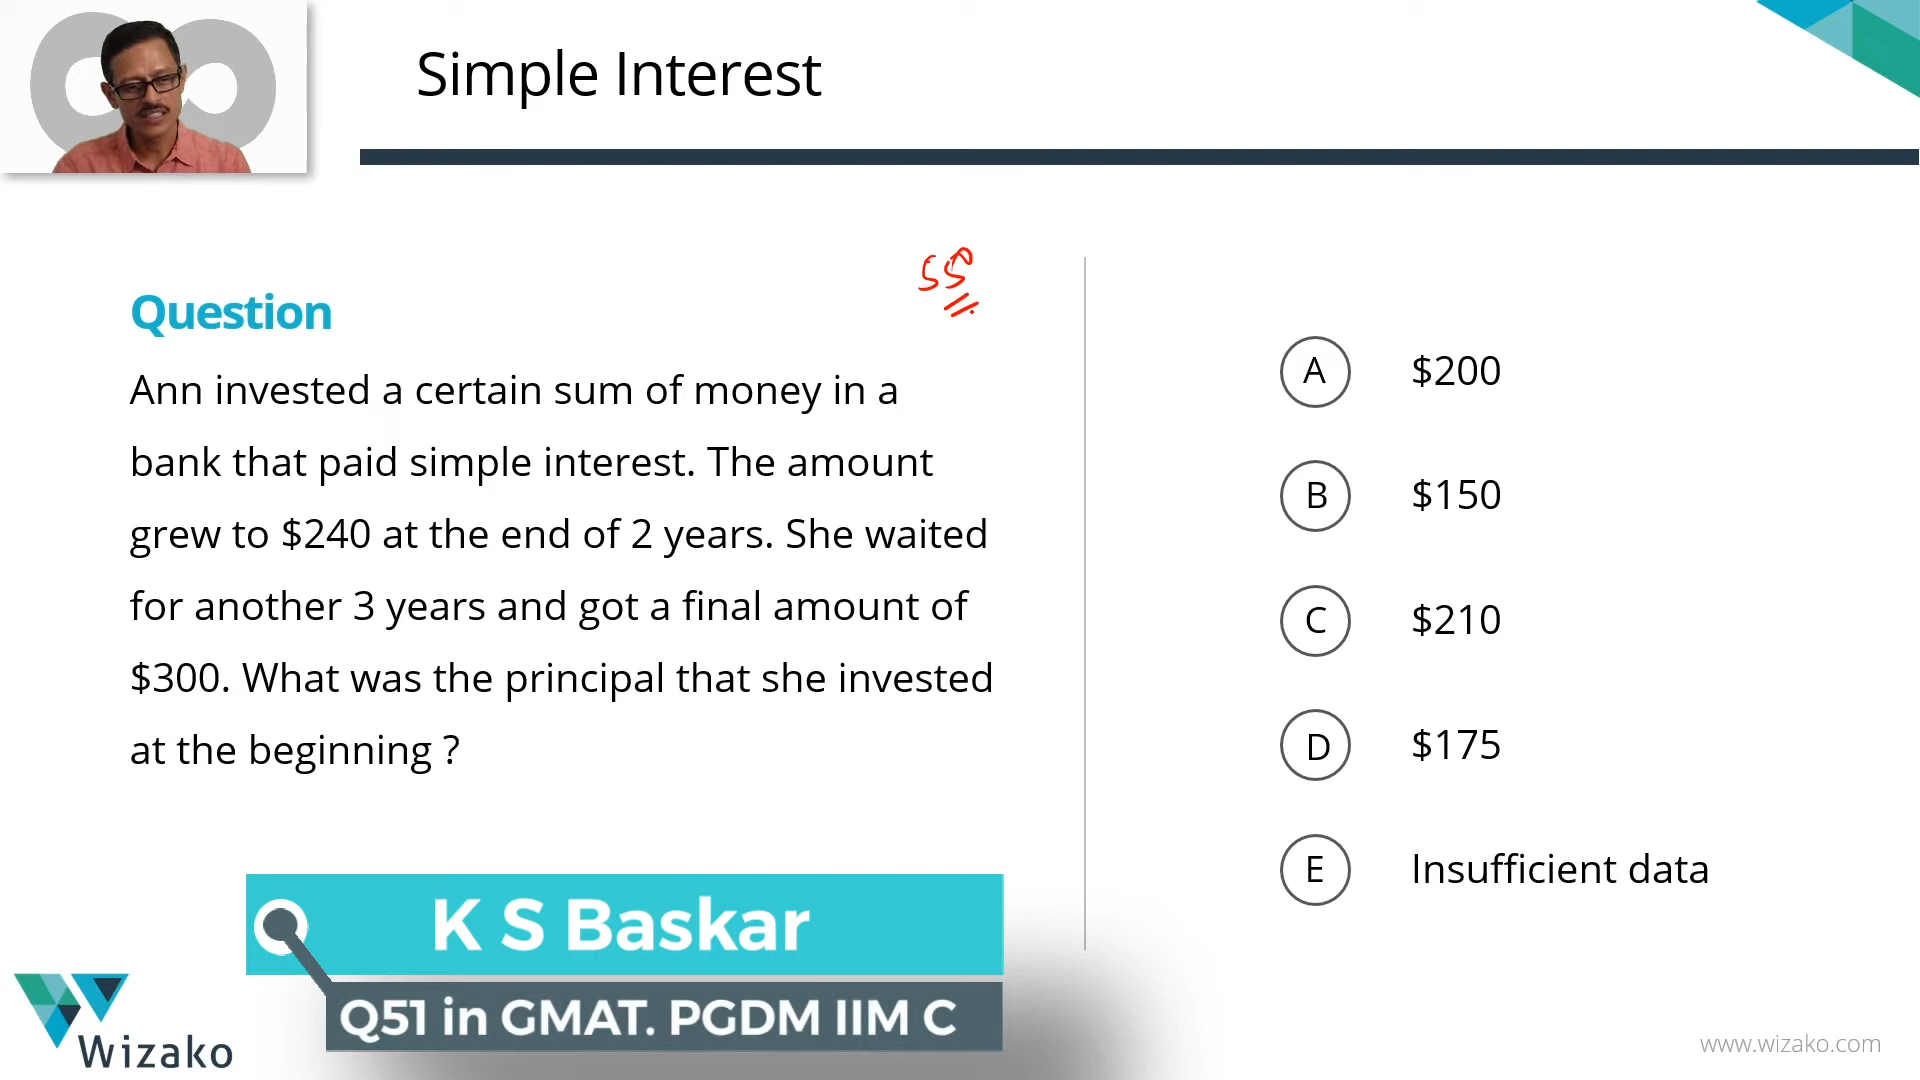 Simple Interest
55
Question
Ann invested a certain sum of money in a
bank that paid simple interest. The amount
grew to $240 at the end of 2 years. She waited
for another 3 years and got a final amount of
$300. What was the principal that she invested
at the beginning ?
A $200
B $150
C $210
D $175
E Insufficient data
K S Baskar
Q51 in GMAT. PGDM IIM C
Wizako
www.wizako.com